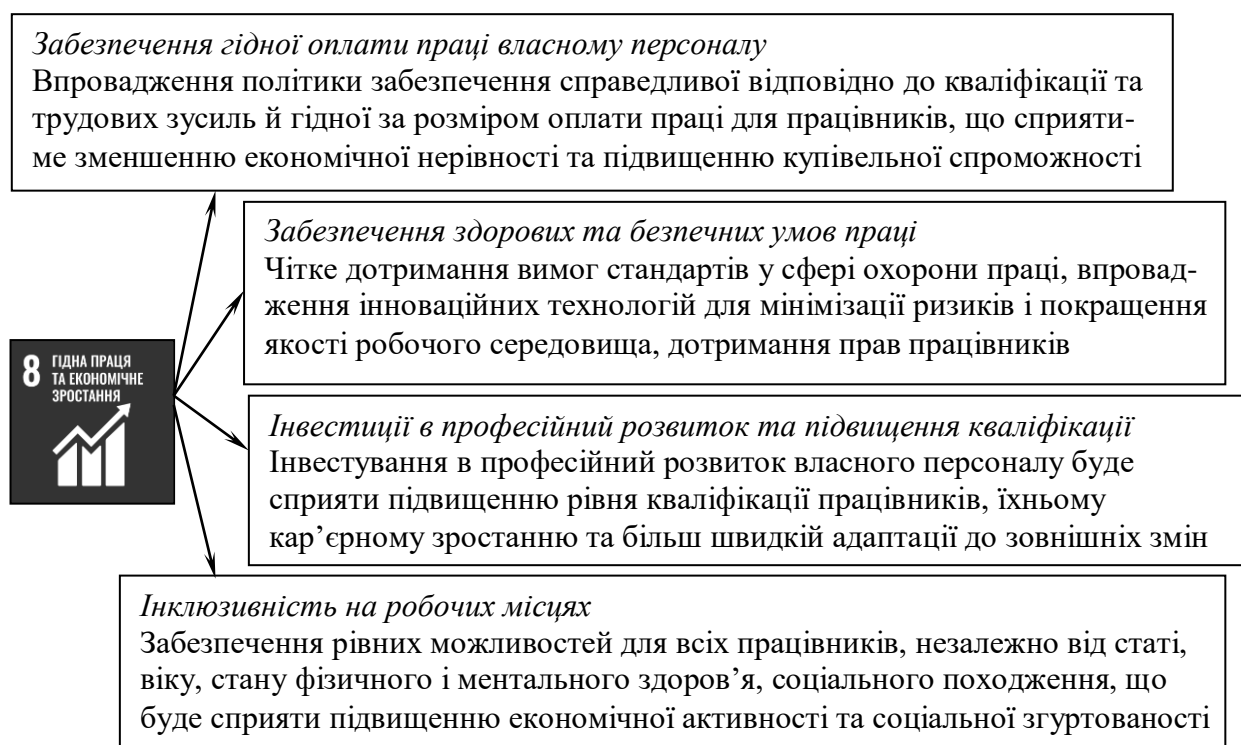 Забезпечення гідної оплати праці власному персоналу
Впровадження політики забезпечення справедливої відповідно до кваліфікації та
трудових зусиль й гідної за розміром оплати праці для працівників, що сприяти-
ме зменшенню економічної нерівності та підвищенню купівельної спроможності
Забезпечення здорових та безпечних умов праці
Чітке дотримання вимог стандартів у сфері охорони праці, впровад-
ження інноваційних технологій для мінімізації ризиків і покращення
якості робочого середовища, дотримання прав працівників
8 ГІДНА ПРАЦЯ
ТА ЕКОНОМІЧНЕ
ЗРОСТАННЯ
Інвестиції в професійний розвиток та підвищення кваліфікації
Інвестування в професійний розвиток власного персоналу буде
сприяти підвищенню рівня кваліфікації працівників, їхньому
кар’єрному зростанню та більш швидкій адаптації до зовнішніх змін
Інклюзивність на робочих місцях
Забезпечення рівних можливостей для всіх працівників, незалежно від статі,
віку, стану фізичного і ментального здоров’я, соціального походження, що
буде сприяти підвищенню економічної активності та соціальної згуртованості